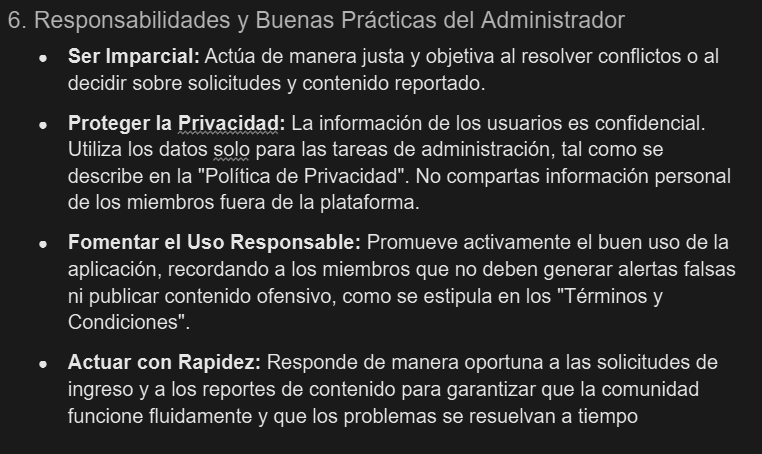 6. Responsabilidades y Buenas Prácticas del Administrador
● Ser Imparcial: Actúa de manera justa y objetiva al resolver conflictos o al
decidir sobre solicitudes y contenido reportado.
● Proteger la Privacidad: La información de los usuarios es confidencial.
Utiliza los datos solo para las tareas de administración, tal como se
describe en la "Política de Privacidad". No compartas información personal
de los miembros fuera de la plataforma.
● Fomentar el Uso Responsable: Promueve activamente el buen uso de la
aplicación, recordando a los miembros que no deben generar alertas falsas
ni publicar contenido ofensivo, como se estipula en los "Términos y
Condiciones".
● Actuar con Rapidez: Responde de manera oportuna a las solicitudes de
ingreso y a los reportes de contenido para garantizar que la comunidad
funcione fluidamente y que los problemas se resuelvan a tiempo